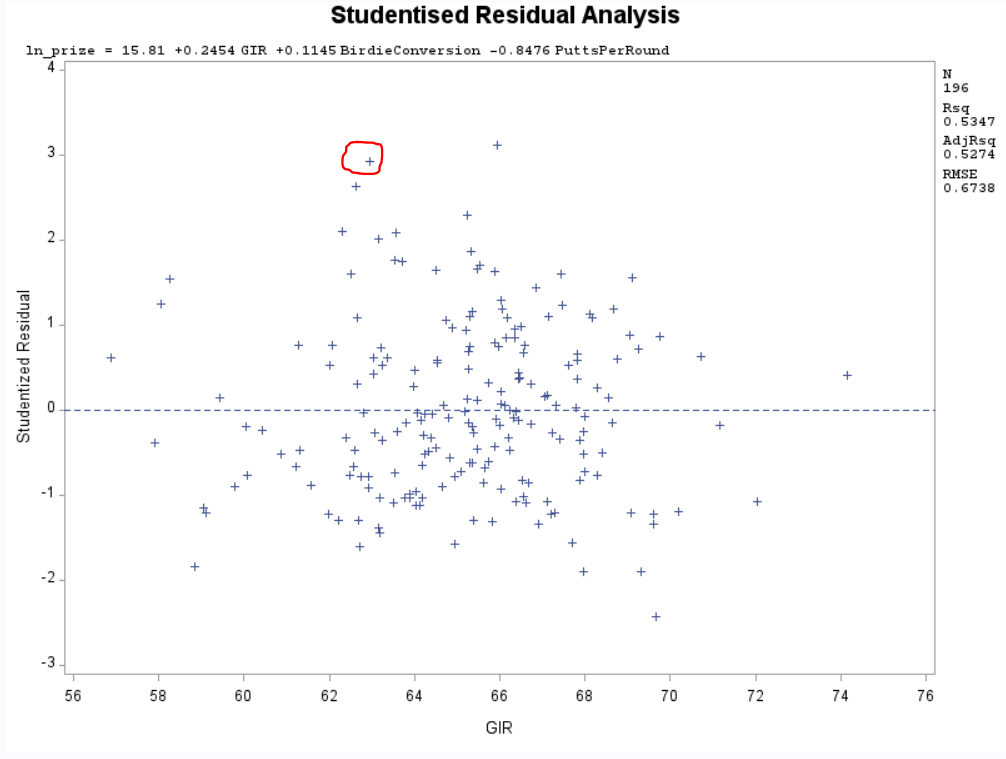 Studentised Residual Analysis
ln_prize = 15.81 +0.2454 GIR +0.1145 BirdieConversion -0.8476 PuttsPerRound
N
196
Rsq
0.5347
AdjRsq
0.5274
RMSE
0.6738
Studentized Residual
4
3
2
1
0
-1
-2
-3
56 58 60 62 64 66 68 70 72 74 76
GIR